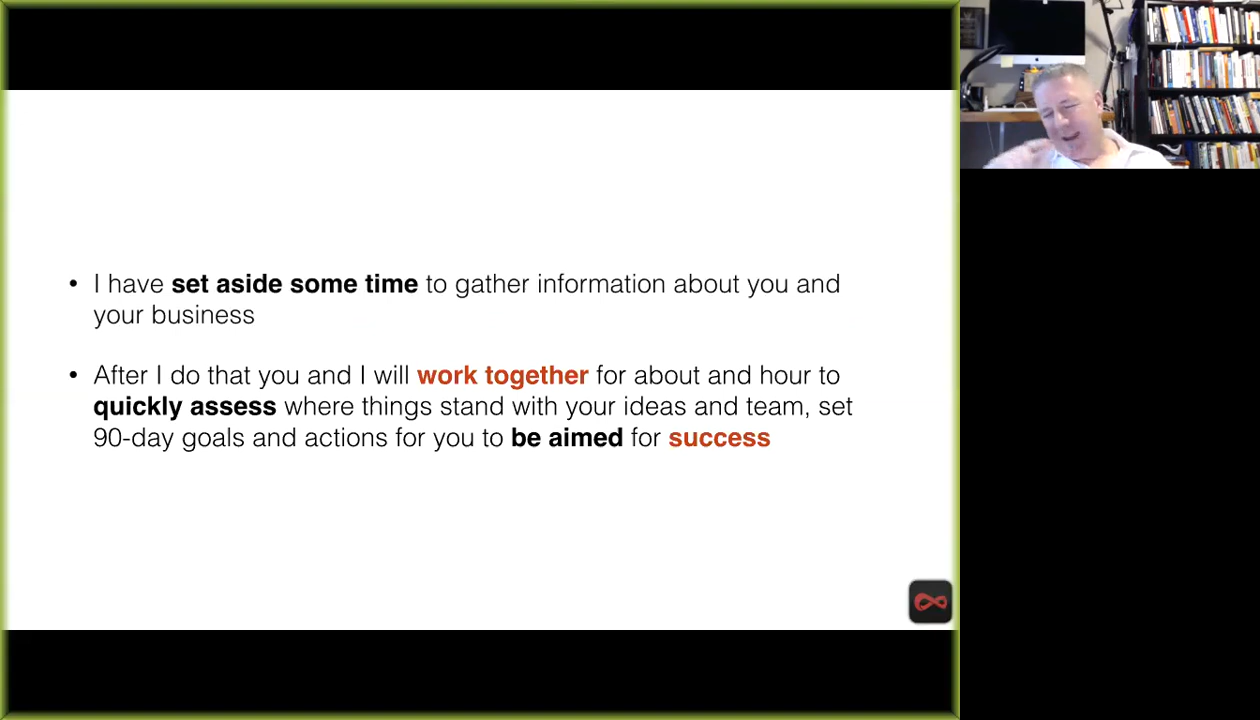 • I have set aside some time to gather information about you and
your business
• After I do that you and I will work together for about and hour to
quickly assess where things stand with your ideas and team, set
90-day goals and actions for you to be aimed for success